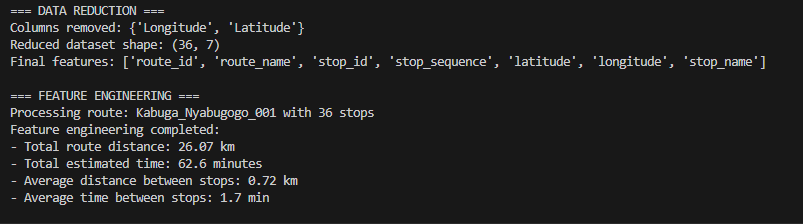 === DATA REDUCTION ===
Columns removed: {'Longitude', 'Latitude'}
Reduced dataset shape: (36, 7)
Final features: ['route_id', 'route_name', 'stop_id', 'stop_sequence', 'latitude', 'longitude', 'stop_name']
=== FEATURE ENGINEERING ===
Processing route: Kabuga_Nyabugogo_001 with 36 stops
Feature engineering completed:
- Total route distance: 26.07 km
- Total estimated time: 62.6 minutes
- Average distance between stops: 0.72 km
- Average time between stops: 1.7 min